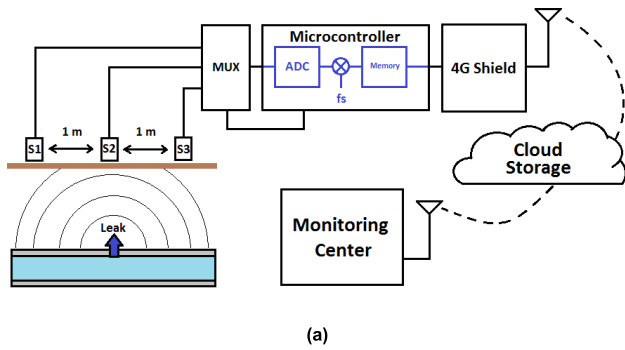 Microcontroller
MUX
ADC
Memory
fs
4G Shield
1 m
1 m
S1
S2
S3
Leak
Cloud
Storage
Monitoring
Center
(a)